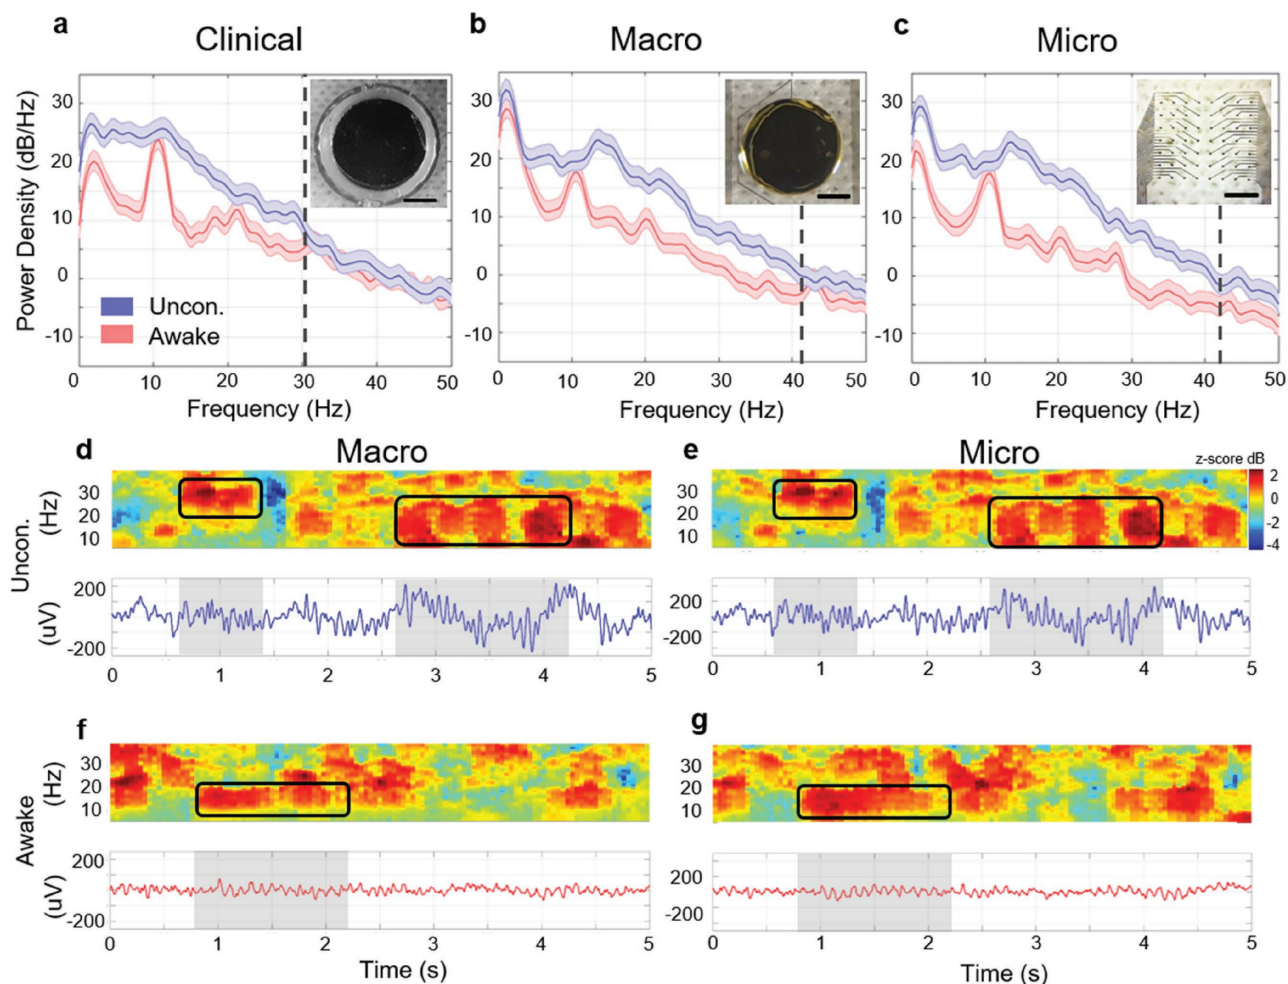 a Clinical
b Macro
c Micro
Power Density (dB/Hz)
30
20
10
0
-10
Uncon.
Awake
0 10 20 30 40 50
Frequency (Hz)
30
20
10
0
-10
0 10 20 30 40 50
Frequency (Hz)
30
20
10
0
-10
0 10 20 30 40 50
Frequency (Hz)
d Macro
e Micro
z-score dB
2
0
-2
-4
Uncon.
(Hz)
30
20
10
30
20
10
(uV)
200
-200
0 1 2 3 4 5
200
-200
0 1 2 3 4 5
f
g
Awake
(Hz)
30
20
10
30
20
10
(uV)
200
-200
0 1 2 3 4 5
Time (s)
200
-200
0 1 2 3 4 5
Time (s)